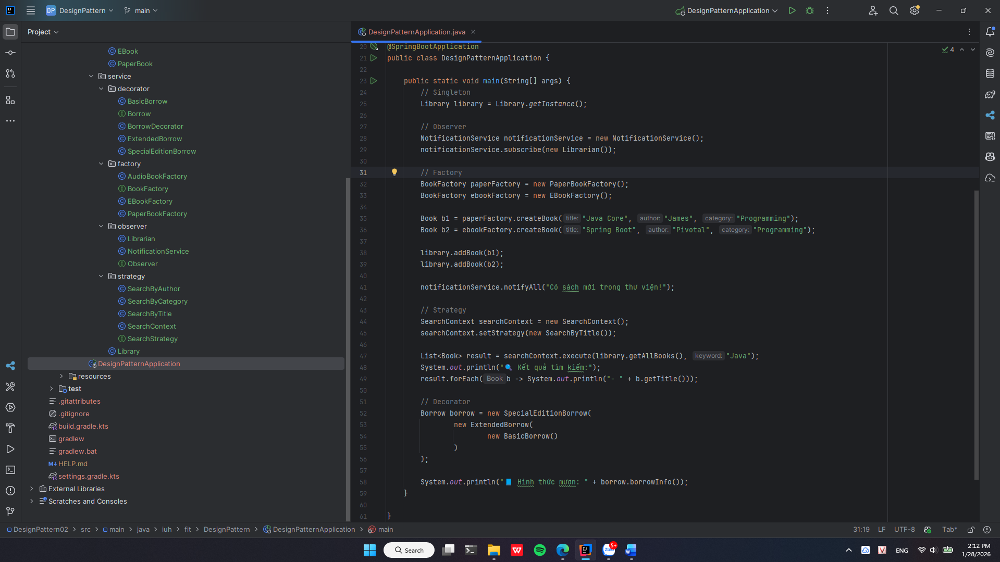 DP DesignPattern main DesignPatternApplication
Project
DesignPatternApplication.java
EBook
PaperBook
service
decorator
BasicBorrow
Borrow
BorrowDecorator
ExtendedBorrow
SpecialEditionBorrow
factory
AudioBookFactory
BookFactory
EBookFactory
PaperBookFactory
observer
Librarian
NotificationService
Observer
strategy
SearchByAuthor
SearchByCategory
SearchByTitle
SearchContext
SearchStrategy
Library
DesignPatternApplication
resources
test
.gitattributes
.gitignore
build.gradle.kts
gradlew
gradlew.bat
M↓ HELP.md
settings.gradle.kts
External Libraries
Scratches and Consoles
4
20 @SpringBootApplication
21 public class DesignPatternApplication {
22
23 public static void main(String[] args) {
24 // Singleton
25 Library library = Library.getInstance();
26
27 // Observer
28 NotificationService notificationService = new NotificationService();
29 notificationService.subscribe(new Librarian());
30
31 // Factory
32 BookFactory paperFactory = new PaperBookFactory();
33 BookFactory ebookFactory = new EBookFactory();
34
35 Book b1 = paperFactory.createBook( title: "Java Core", author: "James", category: "Programming");
36 Book b2 = ebookFactory.createBook( title: "Spring Boot", author: "Pivotal", category: "Programming");
37
38 library.addBook(b1);
39 library.addBook(b2);
40
41 notificationService.notifyAll("Có sách mới trong thư viện!");
42
43 // Strategy
44 SearchContext searchContext = new SearchContext();
45 searchContext.setStrategy(new SearchByTitle());
46
47 List<Book> result = searchContext.execute(library.getAllBooks(), keyword: "Java");
48 System.out.println("🔍 Kết quả tìm kiếm:");
49 result.forEach( Book b -> System.out.println("- " + b.getTitle()));
50
51 // Decorator
52 Borrow borrow = new SpecialEditionBorrow(
53 new ExtendedBorrow(
54 new BasicBorrow()
55 )
56 );
57
58 System.out.println("📘 Hình thức mượn: " + borrow.borrowInfo());
59 }
60
61 }
DesignPattern02 > src > main > java > iuh > fit > DesignPattern > DesignPatternApplication > main
31:19 LF UTF-8 Tab*
Search
Zalo 5+
ENG
2:12 PM
1/28/2026